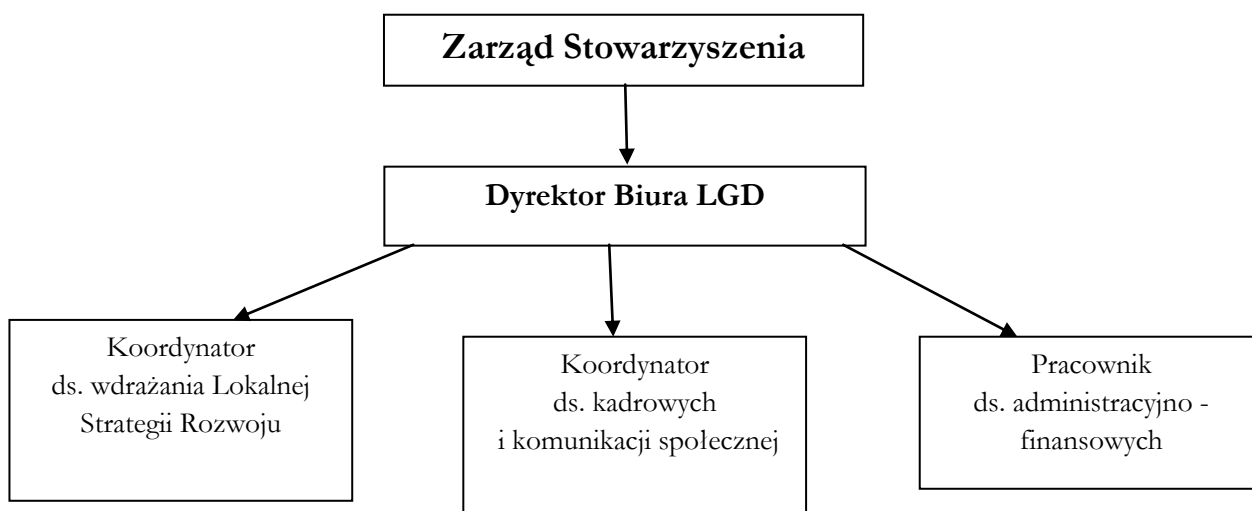 Zarząd Stowarzyszenia
Dyrektor Biura LGD
Koordynator
ds. wdrażania Lokalnej
Strategii Rozwoju
Koordynator
ds. kadrowych
i komunikacji społecznej
Pracownik
ds. administracyjno -
finansowych